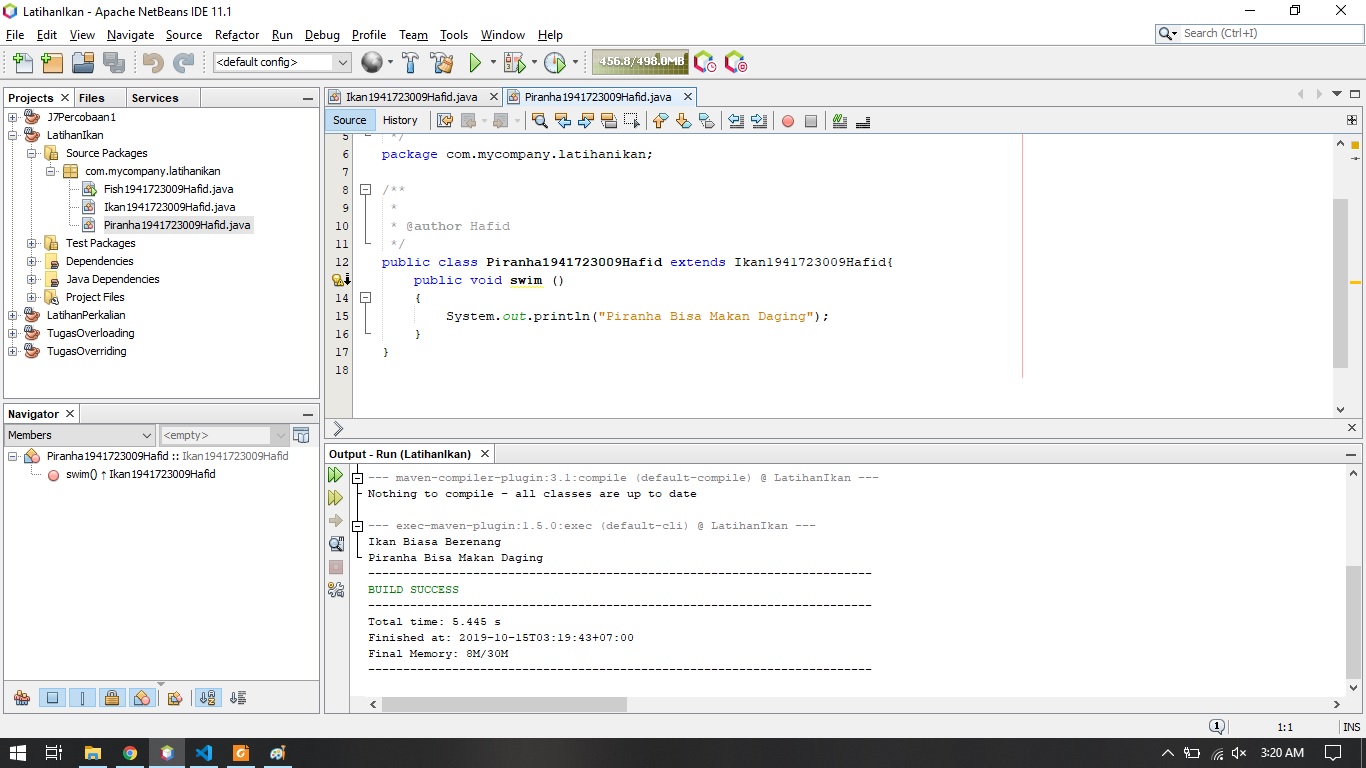 LatihanIkan - Apache NetBeans IDE 11.1
File Edit View Navigate Source Refactor Run Debug Profile Team Tools Window Help
Search (Ctrl+I)
<default config>
456.8/498.0MB
Projects Files Services
J7Percobaan1
LatihanIkan
Source Packages
com.mycompany.latihanikan
Fish1941723009Hafid.java
Ikan1941723009Hafid.java
Piranha1941723009Hafid.java
Test Packages
Dependencies
Java Dependencies
Project Files
LatihanPerkalian
TugasOverloading
TugasOverriding
Navigator
Members
<empty>
Piranha1941723009Hafid :: Ikan1941723009Hafid
swim() ↑ Ikan1941723009Hafid
Ikan1941723009Hafid.java Piranha1941723009Hafid.java
Source History
5 */
6 package com.mycompany.latihanikan;
7
8 /**
9 *
10 * @author Hafid
11 */
12 public class Piranha1941723009Hafid extends Ikan1941723009Hafid{
public void swim ()
14 {
15 System.out.println("Piranha Bisa Makan Daging");
16 }
17 }
18
Output - Run (LatihanIkan)
--- maven-compiler-plugin:3.1:compile (default-compile) @ LatihanIkan ---
Nothing to compile - all classes are up to date
--- exec-maven-plugin:1.5.0:exec (default-cli) @ LatihanIkan ---
Ikan Biasa Berenang
Piranha Bisa Makan Daging
------------------------------------------------------------------------
BUILD SUCCESS
------------------------------------------------------------------------
Total time: 5.445 s
Finished at: 2019-10-15T03:19:43+07:00
Final Memory: 8M/30M
------------------------------------------------------------------------
1
1:1
INS
3:20 AM